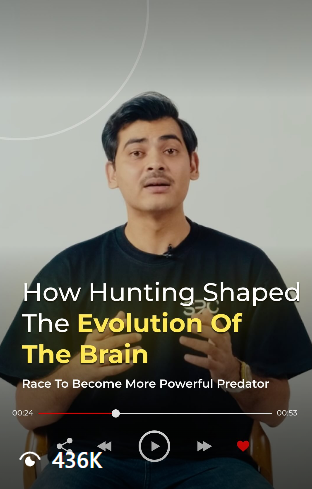 How Hunting Shaped
The Evolution Of
The Brain
Race To Become More Powerful Predator
00:24
00:53
436K